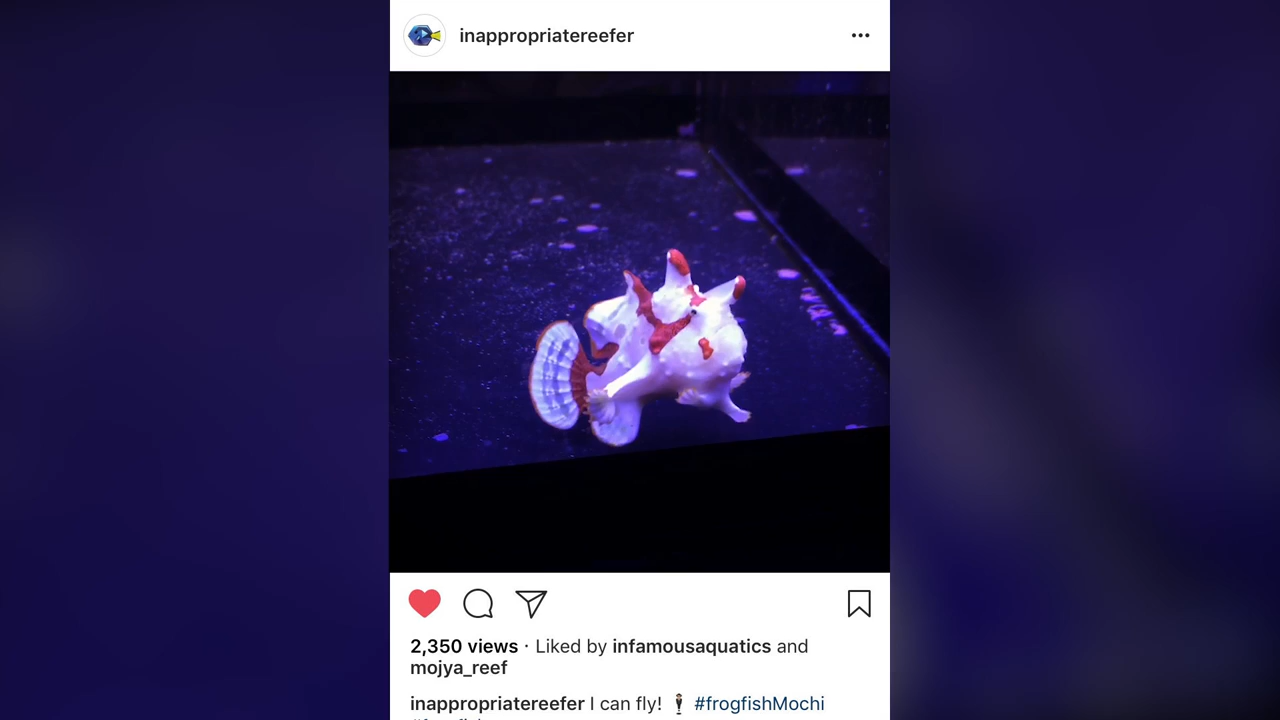 inappropriatereefer
2,350 views · Liked by infamousaquatics and
mojya_reef
inappropriatereefer I can fly! 🕴 #frogfishMochi